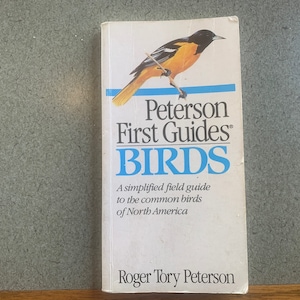 Peterson
First Guides®
BIRDS
A simplified field guide
to the common birds
of North America
Roger Tory Peterson